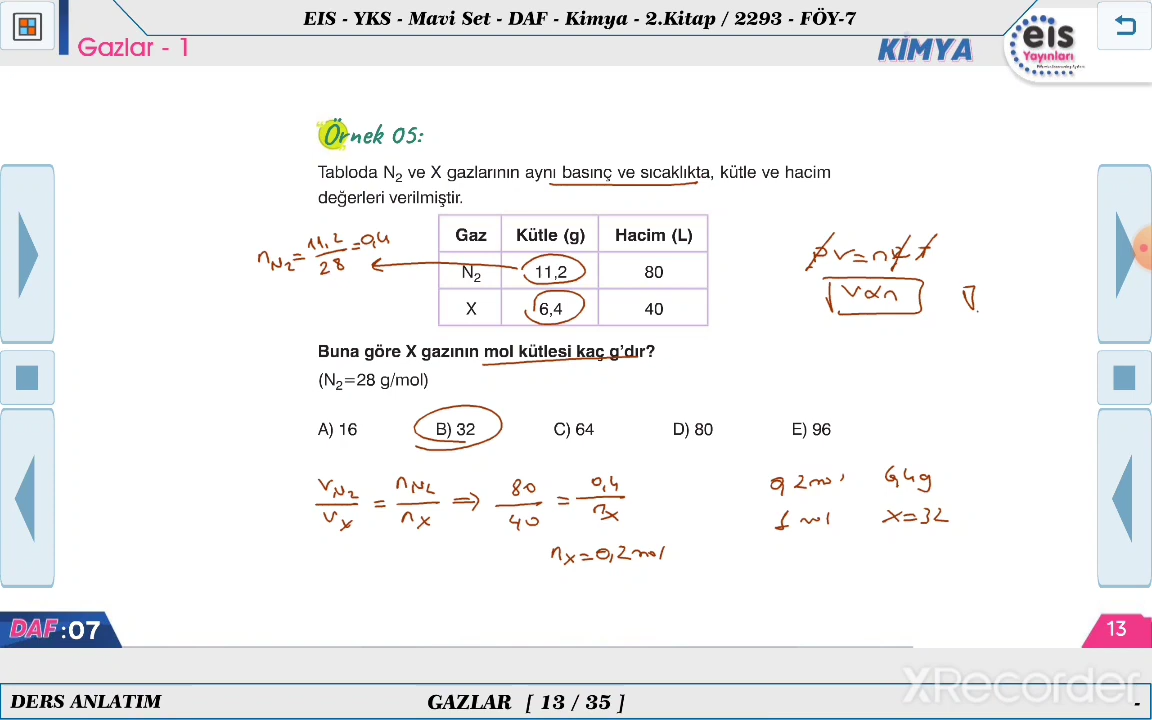 EIS - YKS - Mavi Set - DAF - Kimya - 2.Kitap / 2293 - FÖY-7
Gazlar - 1
KİMYA
eis
Yayınları
Örnek 05:
Tabloda N₂ ve X gazlarının aynı basınç ve sıcaklıkta, kütle ve hacim
değerleri verilmiştir.
Gaz Kütle (g) Hacim (L)
N₂ 11,2 80
X 6,4 40
nN₂ = 11,2 / 28 = 0,4
PV = nRT
V ∝ n
Buna göre X gazının mol kütlesi kaç g'dır?
(N₂=28 g/mol)
A) 16 B) 32 C) 64 D) 80 E) 96
VN₂ / VX = nN₂ / nX ⇒ 80 / 40 = 0,4 / nX
nX = 0,2 mol
0,2 mol 6,4 g
1 mol X = 32
DAF :07
13
XRecorder
DERS ANLATIM
GAZLAR [ 13 / 35 ]
-